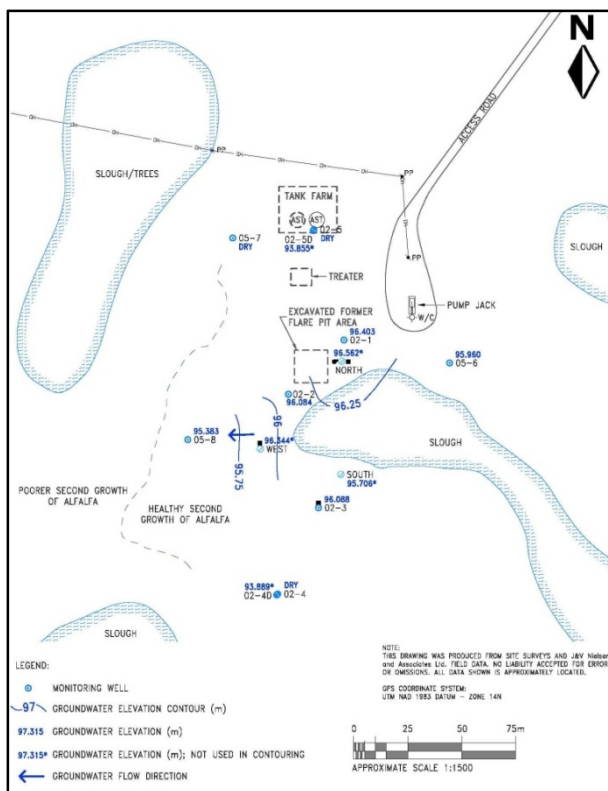 N
ACCESS ROAD
OH OH OH OH PP
PP
SLOUGH/TREES
TANK FARM
AST AST
02-6
05-7
DRY
02-5D DRY
93.855*
PP
SLOUGH
TREATER
EXCAVATED FORMER
FLARE PIT AREA
PUMP JACK
W/C
96.403
02-1
96.562*
NORTH
95.960
05-6
02-2
96.084
96.25
95.383
05-8
96
96.344*
WEST
95.75
SLOUGH
SOUTH
95.706*
POORER SECOND GROWTH
OF ALFALFA
HEALTHY SECOND
GROWTH OF ALFALFA
96.088
02-3
93.889* DRY
02-4D 02-4
SLOUGH
NOTE:
THIS DRAWING WAS PRODUCED FROM SITE SURVEYS AND J&V Nielsen
and Associates Ltd. FIELD DATA. NO LIABILITY ACCEPTED FOR ERROR
OR OMISSIONS. ALL DATA SHOWN IS APPROXIMATELY LOCATED.
GPS COORDINATE SYSTEM:
UTM NAD 1983 DATUM - ZONE 14N
LEGEND:
MONITORING WELL
97 GROUNDWATER ELEVATION CONTOUR (m)
97.315 GROUNDWATER ELEVATION (m)
97.315* GROUNDWATER ELEVATION (m); NOT USED IN CONTOURING
GROUNDWATER FLOW DIRECTION
0 25 50 75m
APPROXIMATE SCALE 1:1500